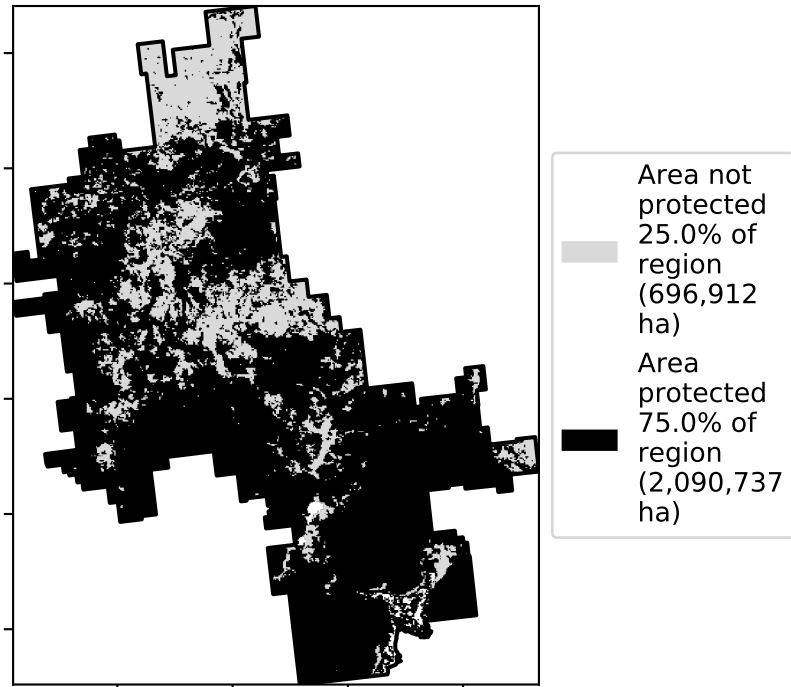 Area not
protected
25.0% of
region
(696,912
ha)
Area
protected
75.0% of
region
(2,090,737
ha)